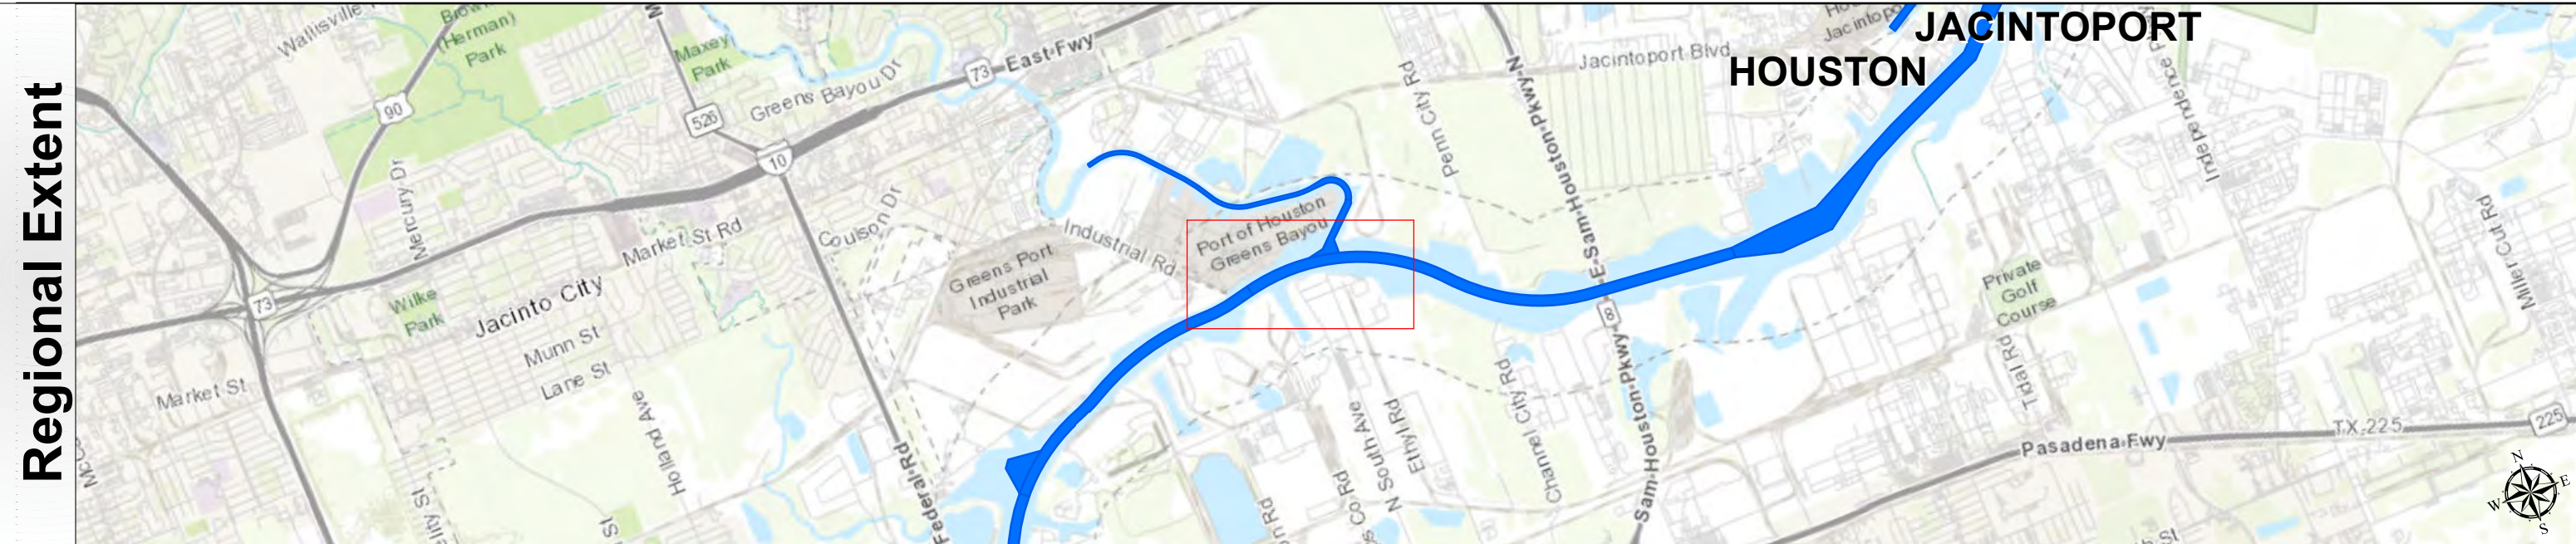 Regional Extent
Wallisville
(Herman)
Park
Maxey
Park
90
526
Greens Bayou Dr
73
East Fwy
10
Mercury Dr
Market St Rd
Coulson Dr
Industrial Rd
Port of Houston
Greens Bayou
Greens Port
Industrial
Park
73
Wilke
Park
Jacinto City
Munn St
Lane St
Market St
Holland Ave
Federal Rd
Penn City Rd
E Sam Houston Pkwy N
Jacintoport Blvd
JACINTOPORT
HOUSTON
Independence
8
Sam Houston Pkwy
Channel City Rd
Ethyl Rd
N South Ave
Co Rd
Private
Golf
Course
Tidal Rd
Miller Cut Rd
Pasadena Fwy
TX-225
225
N
E
S
W